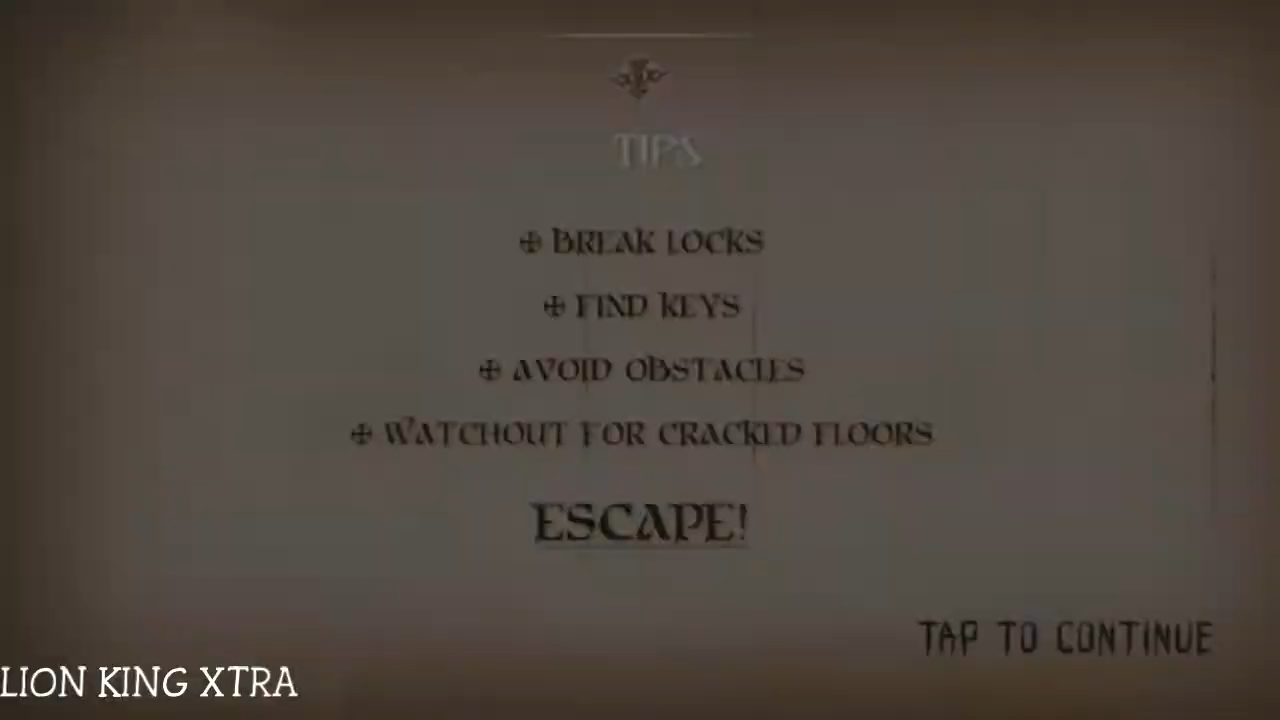 TIPS
✠ BREAK LOCKS
✠ FIND KEYS
✠ AVOID OBSTACLES
✠ WATCHOUT FOR CRACKED FLOORS
ESCAPE!
TAP TO CONTINUE
LION KING XTRA